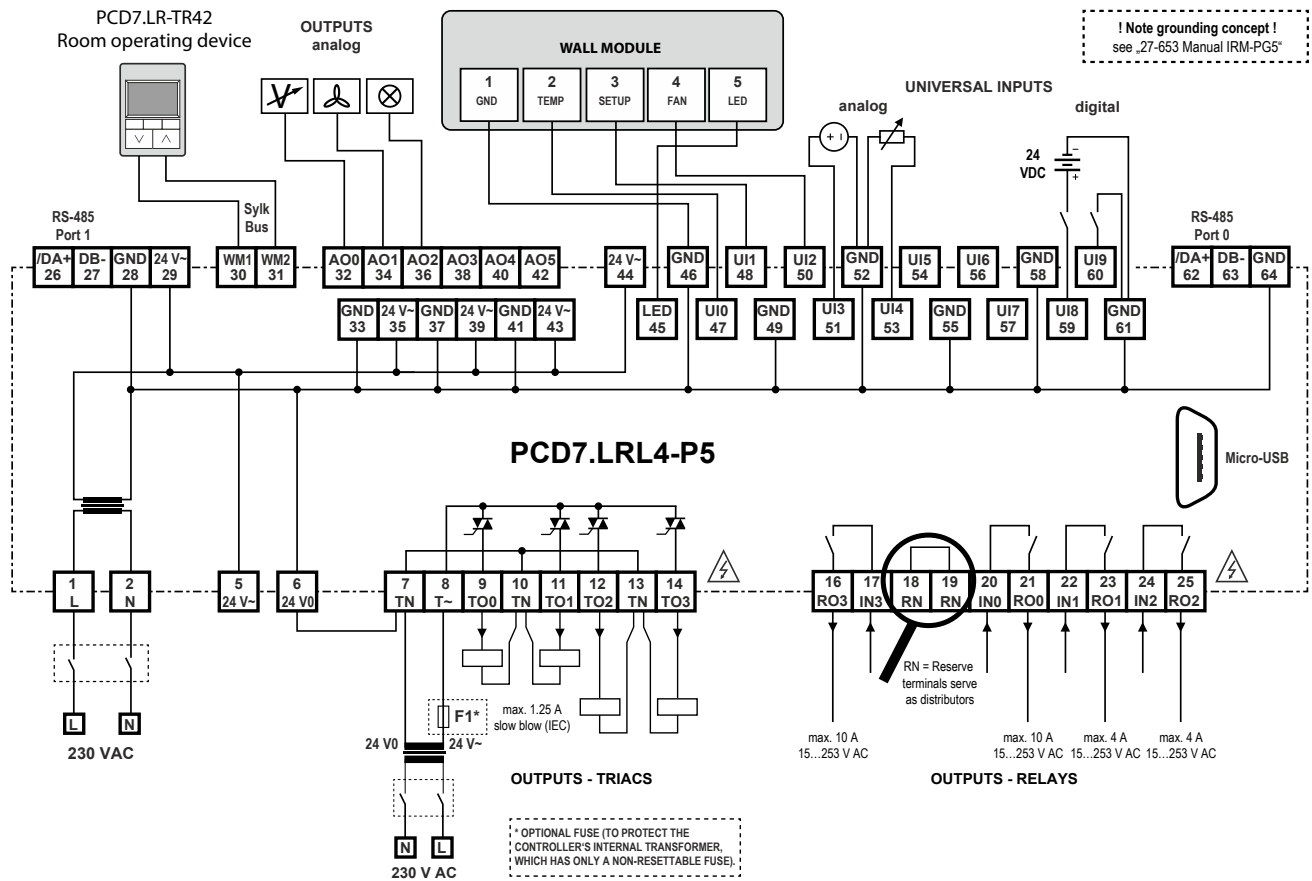 PCD7.LR-TR42
Room operating device
OUTPUTS
analog
WALL MODULE
1
GND
2
TEMP
3
SETUP
4
FAN
5
LED
! Note grounding concept !
see „27-653 Manual IRM-PG5“
UNIVERSAL INPUTS
analog
digital
+
24
VDC
−
+
RS-485
Port 1
Sylk
Bus
RS-485
Port 0
/DA+
26
DB-
27
GND
28
24 V~
29
WM1
30
WM2
31
AO0
32
AO1
34
AO2
36
AO3
38
AO4
40
AO5
42
24 V~
44
GND
46
UI1
48
UI2
50
GND
52
UI5
54
UI6
56
GND
58
UI9
60
/DA+
62
DB-
63
GND
64
GND
33
24 V~
35
GND
37
24 V~
39
GND
41
24 V~
43
LED
45
UI0
47
GND
49
UI3
51
UI4
53
GND
55
UI7
57
UI8
59
GND
61
PCD7.LRL4-P5
Micro-USB
1
L
2
N
5
24 V~
6
24 V0
7
TN
8
T~
9
TO0
10
TN
11
TO1
12
TO2
13
TN
14
TO3
16
RO3
17
IN3
18
RN
19
RN
20
IN0
21
RO0
22
IN1
23
RO1
24
IN2
25
RO2
L
N
230 VAC
F1*
max. 1.25 A
slow blow (IEC)
24 V0
24 V~
N
L
230 V AC
OUTPUTS - TRIACS
* OPTIONAL FUSE (TO PROTECT THE
CONTROLLER'S INTERNAL TRANSFORMER,
WHICH HAS ONLY A NON-RESETTABLE FUSE).
RN = Reserve
terminals serve
as distributors
max. 10 A
15...253 V AC
max. 10 A
15...253 V AC
max. 4 A
15...253 V AC
max. 4 A
15...253 V AC
OUTPUTS - RELAYS